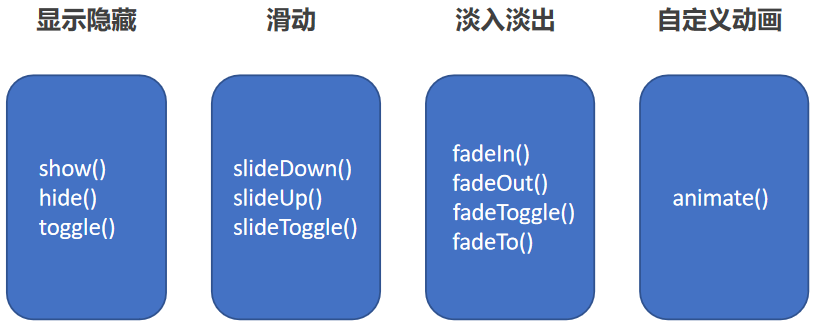 显示隐藏
show()
hide()
toggle()
滑动
slideDown()
slideUp()
slideToggle()
淡入淡出
fadeIn()
fadeOut()
fadeToggle()
fadeTo()
自定义动画
animate()